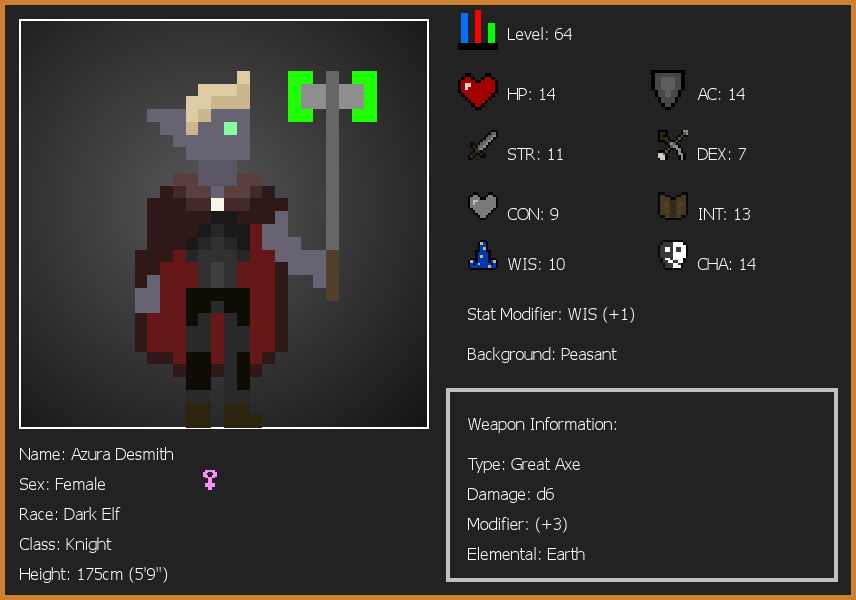 Level: 64
HP: 14
AC: 14
STR: 11
DEX: 7
CON: 9
INT: 13
WIS: 10
CHA: 14
Stat Modifier: WIS (+1)
Background: Peasant
Weapon Information:
Type: Great Axe
Damage: d6
Modifier: (+3)
Elemental: Earth
Name: Azura Desmith
Sex: Female
Race: Dark Elf
Class: Knight
Height: 175cm (5'9")